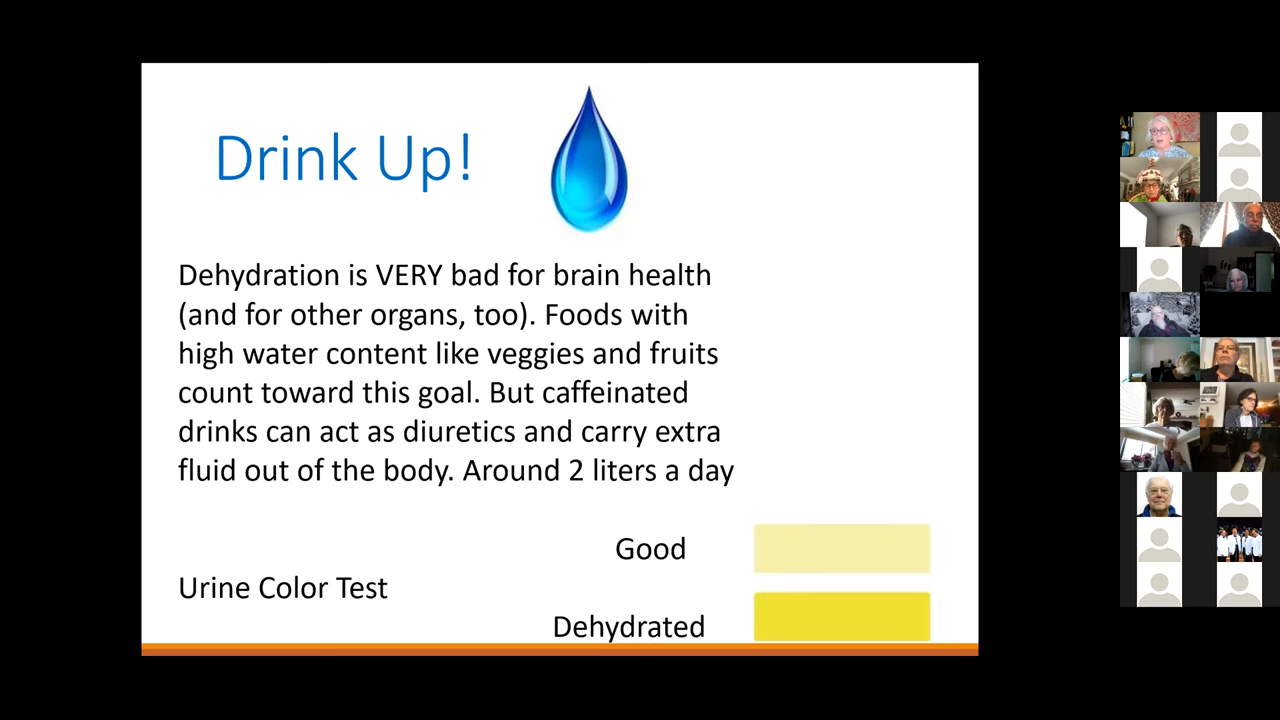 Drink Up!
Dehydration is VERY bad for brain health
(and for other organs, too). Foods with
high water content like veggies and fruits
count toward this goal. But caffeinated
drinks can act as diuretics and carry extra
fluid out of the body. Around 2 liters a day
Good
Urine Color Test
Dehydrated